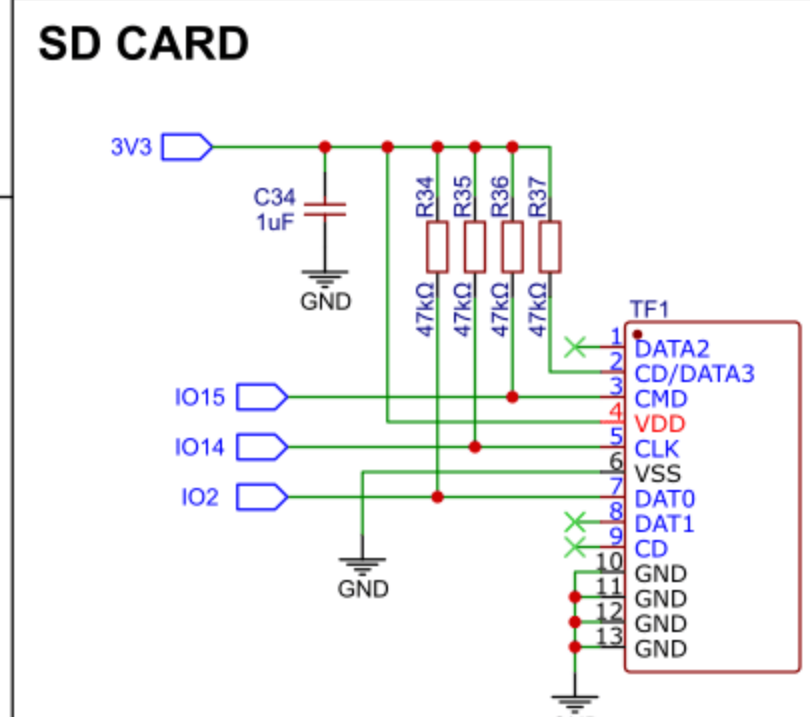 SD CARD
3V3
C34
1uF
GND
R34
R35
R36
R37
47kΩ
47kΩ
47kΩ
47kΩ
TF1
1 DATA2
2 CD/DATA3
IO15
3 CMD
4 VDD
IO14
5 CLK
6 VSS
IO2
7 DAT0
8 DAT1
9 CD
GND
10 GND
11 GND
12 GND
13 GND